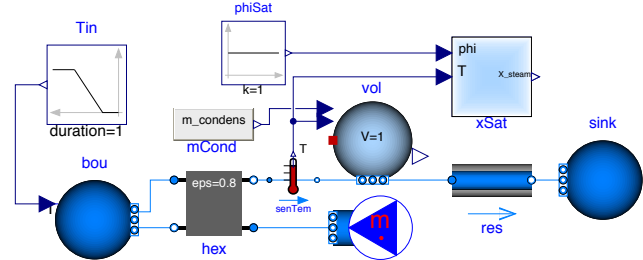 phiSat
Tin
k=1
duration=1
phi
T
X_steam
xSat
vol
m_condens
mCond
V=1
sink
T
bou
T
eps=0.8
senTem
hex
m
res